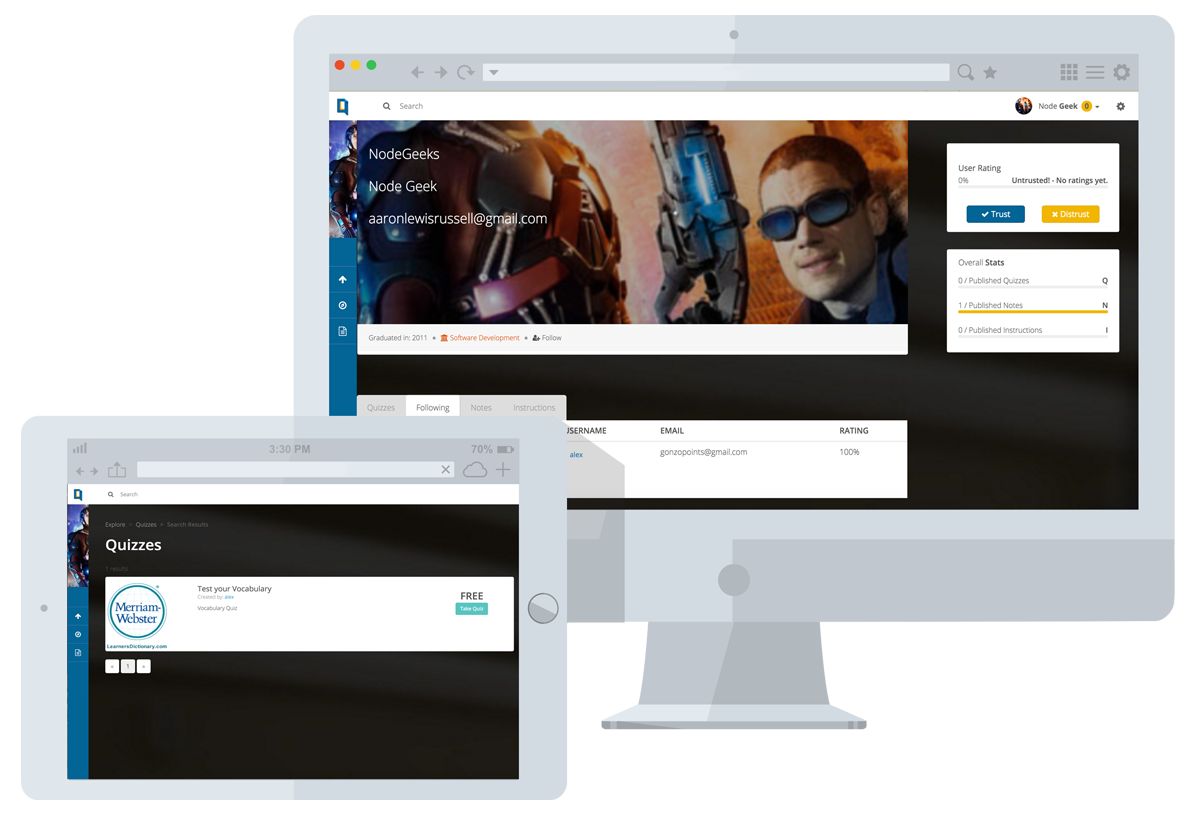 Search
Node Geek 0
NodeGeeks
Node Geek
aaronlewisrussell@gmail.com
User Rating
0% Untrusted! - No ratings yet.
Trust Distrust
Overall Stats
0 / Published Quizzes Q
1 / Published Notes N
0 / Published Instructions I
Graduated in: 2011 • Software Development • Follow
Quizzes Following Notes Instructions
USERNAME EMAIL RATING
alex gonzopoints@gmail.com 100%
3:30 PM 70%
Search
Explore Quizzes Search Results
Quizzes
1 results
Test your Vocabulary
Created by: alex
Vocabulary Quiz
FREE
Take Quiz
Merriam-
Webster
LearnersDictionary.com
« 1 »